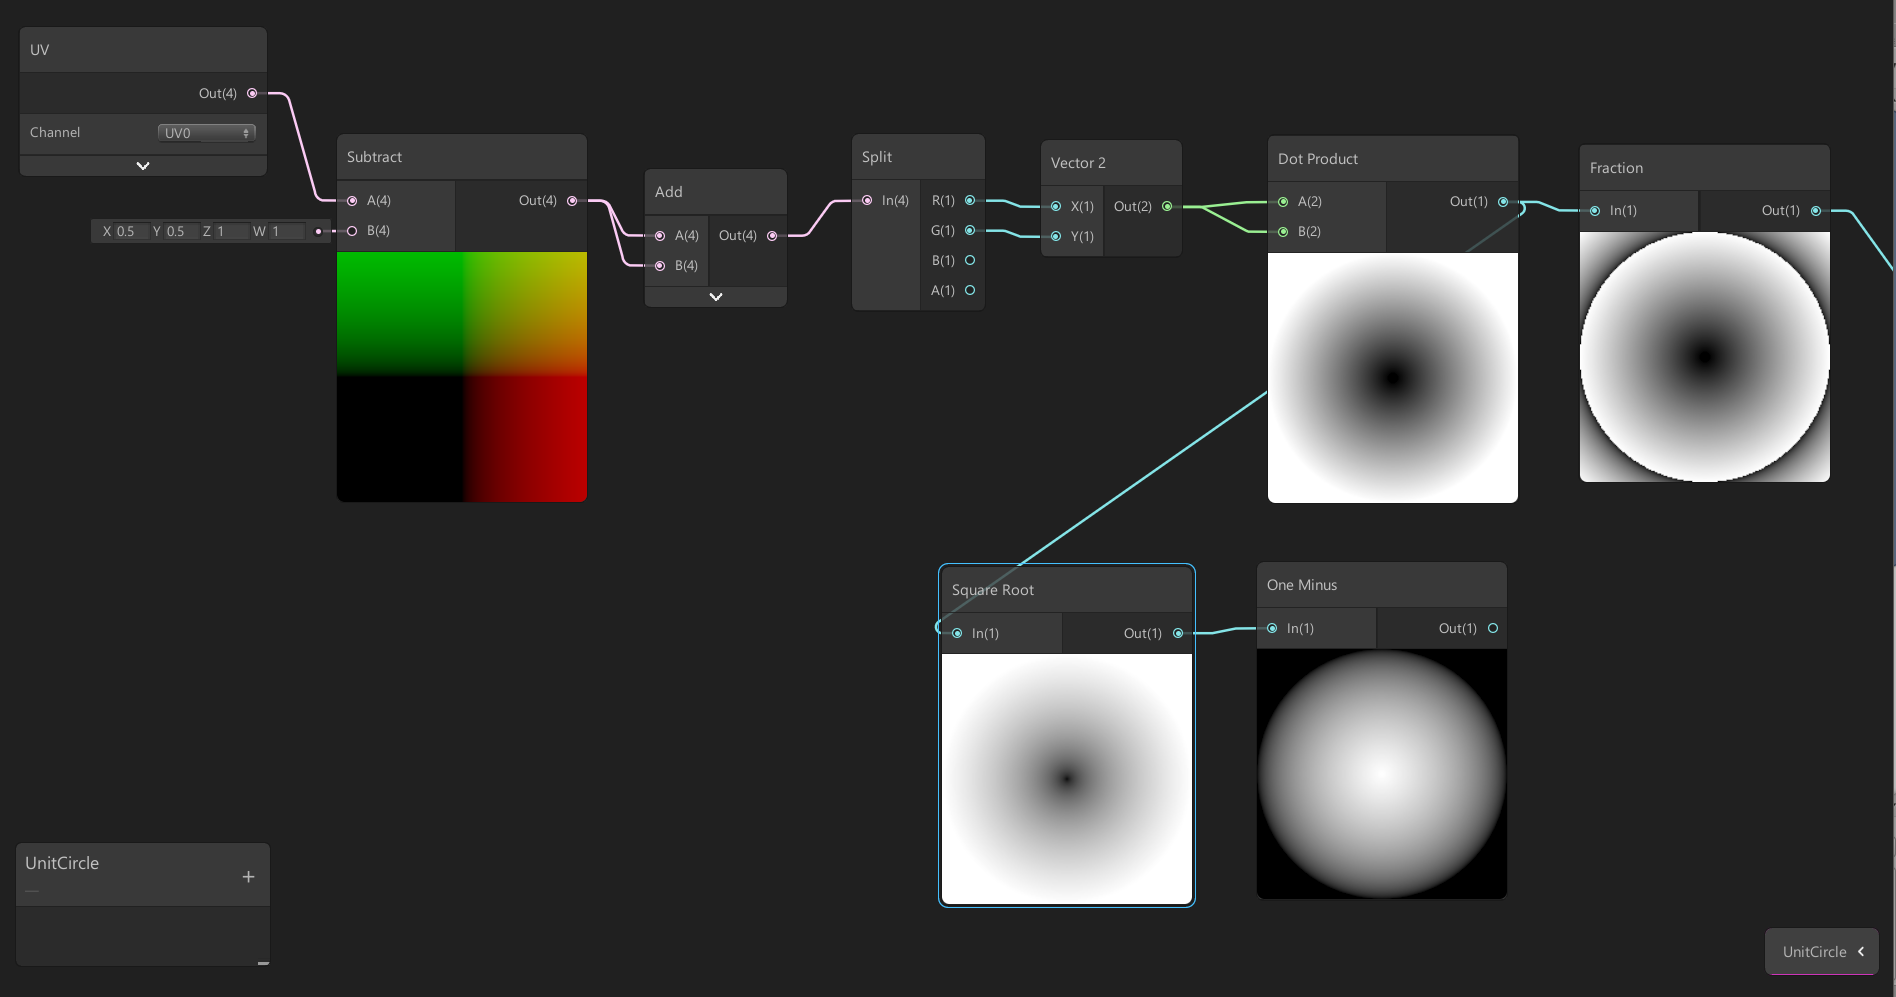 UV
Out(4)
Channel UV0
X 0.5 Y 0.5 Z 1 W 1
Subtract
A(4) Out(4)
B(4)
Add
A(4) Out(4)
B(4)
Split
In(4) R(1)
G(1)
B(1)
A(1)
Vector 2
X(1) Out(2)
Y(1)
Dot Product
A(2) Out(1)
B(2)
Fraction
In(1) Out(1)
Square Root
In(1) Out(1)
One Minus
In(1) Out(1)
UnitCircle
+
UnitCircle